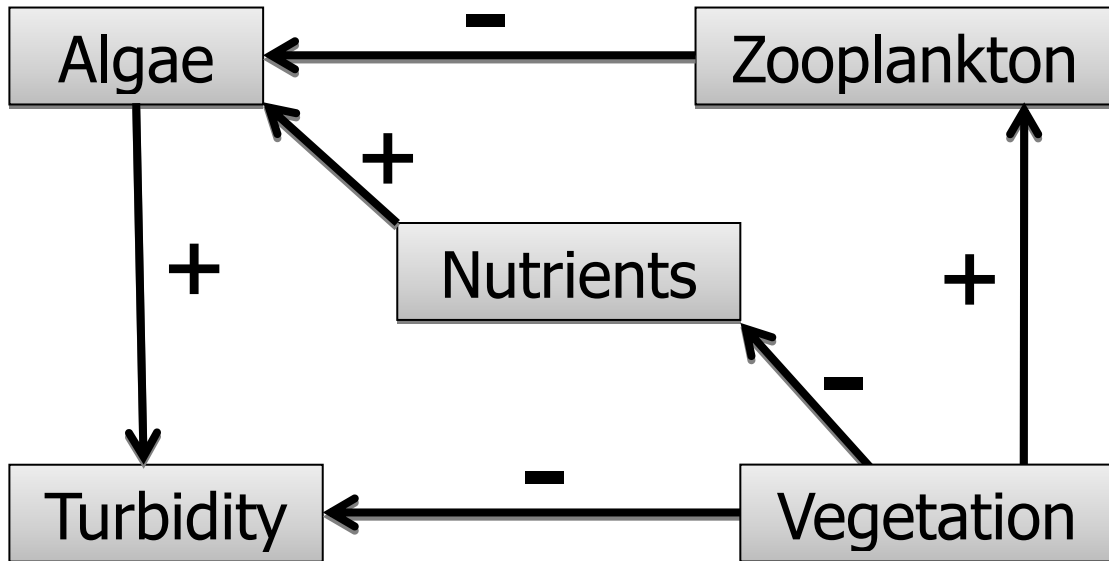 -
Algae
Zooplankton
+
Nutrients
+
+
-
-
Turbidity
Vegetation